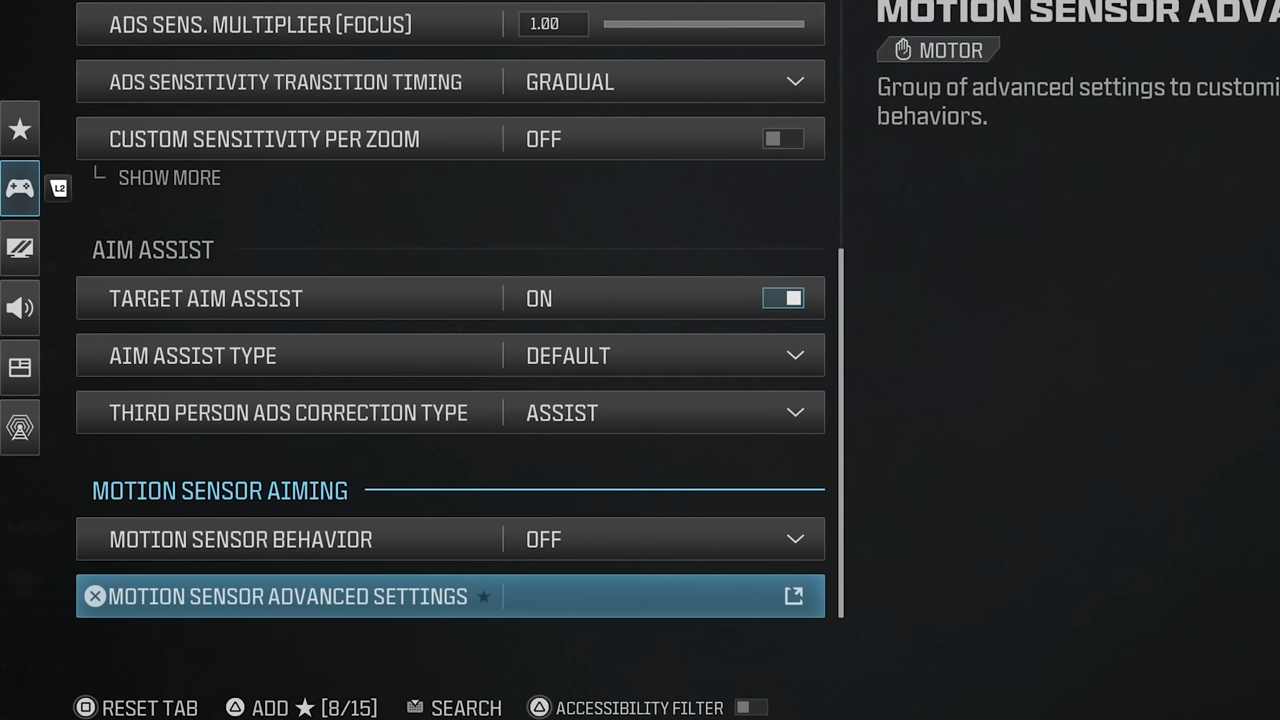 ADS SENS. MULTIPLIER (FOCUS) 1.00
ADS SENSITIVITY TRANSITION TIMING GRADUAL
CUSTOM SENSITIVITY PER ZOOM OFF
SHOW MORE
L2
AIM ASSIST
TARGET AIM ASSIST ON
AIM ASSIST TYPE DEFAULT
THIRD PERSON ADS CORRECTION TYPE ASSIST
MOTION SENSOR AIMING
MOTION SENSOR BEHAVIOR OFF
MOTION SENSOR ADVANCED SETTINGS
MOTION SENSOR ADVA
MOTOR
Group of advanced settings to customi
behaviors.
RESET TAB ADD ★ [8/15] SEARCH ACCESSIBILITY FILTER